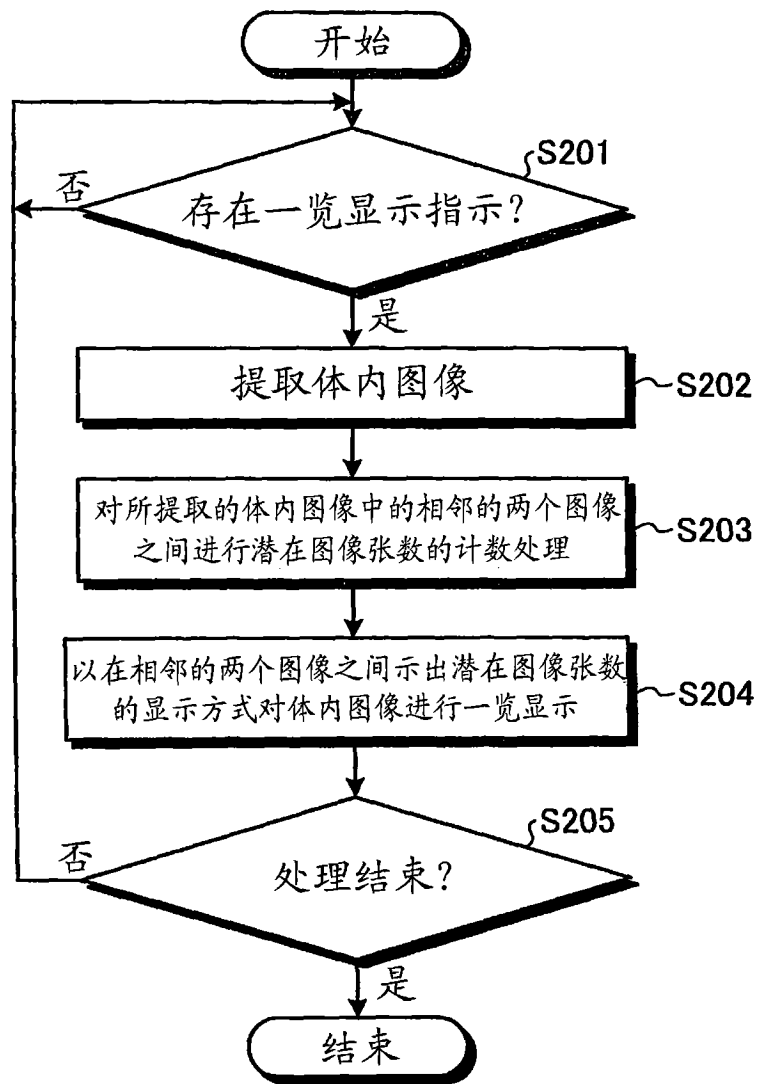 开始
S201
否
存在一览显示指示？
是
提取体内图像
S202
对所提取的体内图像中的相邻的两个图像
之间进行潜在图像张数的计数处理
S203
以在相邻的两个图像之间示出潜在图像张数
的显示方式对体内图像进行一览显示
S204
S205
否
处理结束？
是
结束